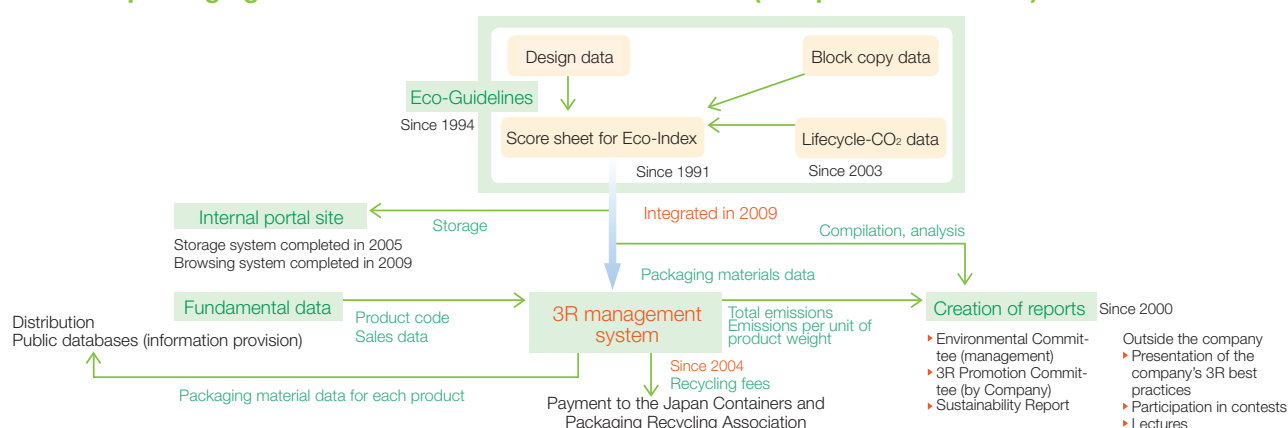 Design data
Block copy data
Eco-Guidelines
Since 1994
Score sheet for Eco-Index
Lifecycle-CO2 data
Since 1991
Since 2003
Internal portal site
Storage
Integrated in 2009
Compilation, analysis
Storage system completed in 2005
Browsing system completed in 2009
Packaging materials data
Fundamental data
Product code
Sales data
3R management
system
Total emissions
Emissions per unit of
product weight
Creation of reports
Since 2000
Distribution
Public databases (information provision)
Packaging material data for each product
Since 2004
Recycling fees
Payment to the Japan Containers and
Packaging Recycling Association
Environmental Commit-
tee (management)
3R Promotion Commit-
tee (by Company)
Sustainability Report
Outside the company
Presentation of the
company's 3R best
practices
Participation in contests
Lectures